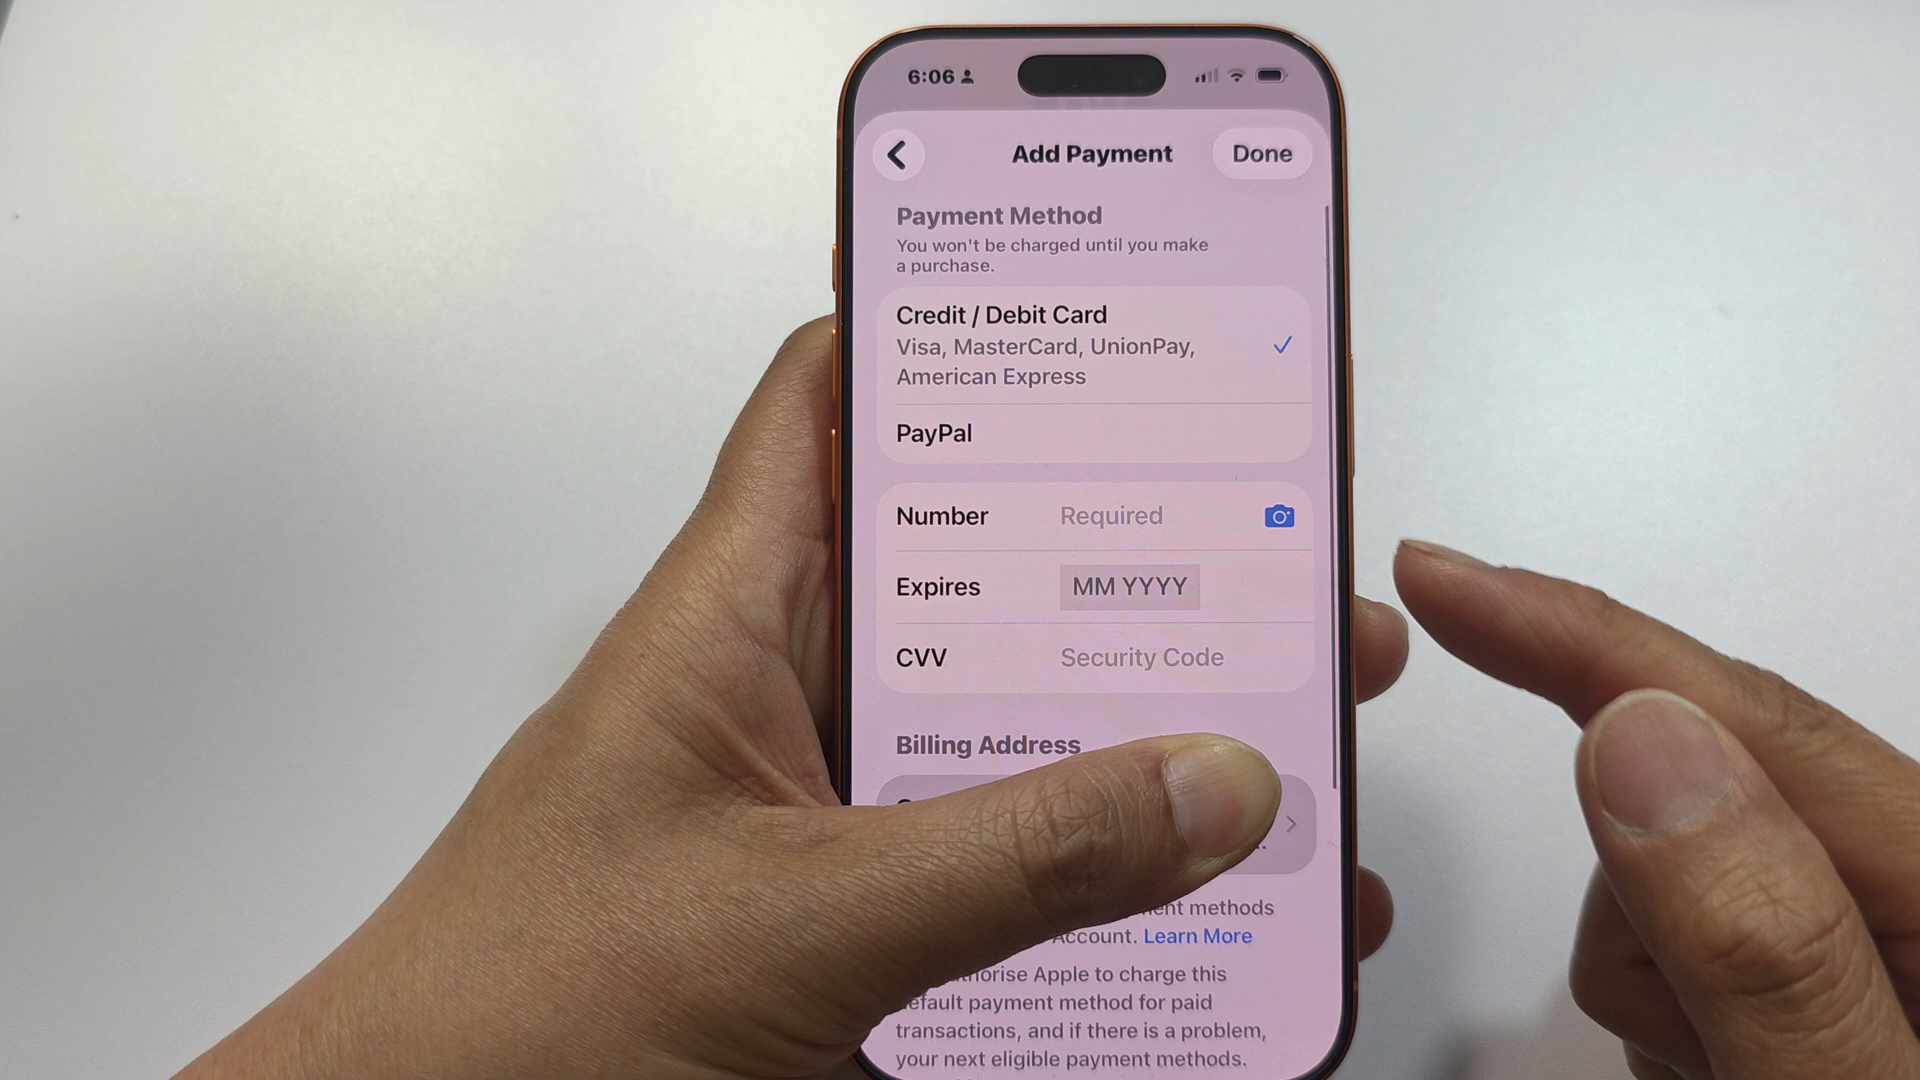 6:06
Add Payment
Done
Payment Method
You won't be charged until you make
a purchase.
Credit / Debit Card
Visa, MasterCard, UnionPay,
American Express
PayPal
Number Required
Expires MM YYYY
CVV Security Code
Billing Address
methods
Account. Learn More
Apple to charge this
payment method for paid
transactions, and if there is a problem,
your next eligible payment methods.